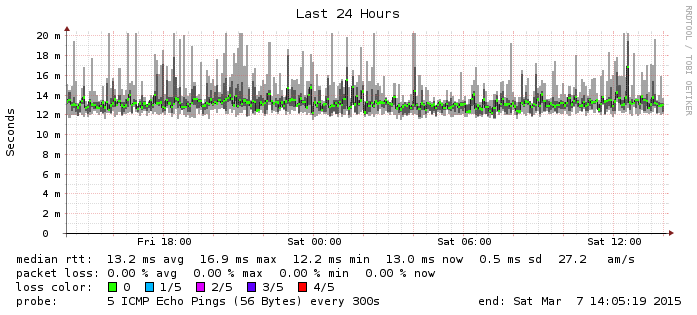 Last 24 Hours
RRDTOOL / TOBI OETIKER
Seconds
20 m
18 m
16 m
14 m
12 m
10 m
8 m
6 m
4 m
2 m
0
Fri 18:00 Sat 00:00 Sat 06:00 Sat 12:00
median rtt: 13.2 ms avg 16.9 ms max 12.2 ms min 13.0 ms now 0.5 ms sd 27.2 am/s
packet loss: 0.00 % avg 0.00 % max 0.00 % min 0.00 % now
loss color: 0 1/5 2/5 3/5 4/5
probe: 5 ICMP Echo Pings (56 Bytes) every 300s end: Sat Mar 7 14:05:19 2015